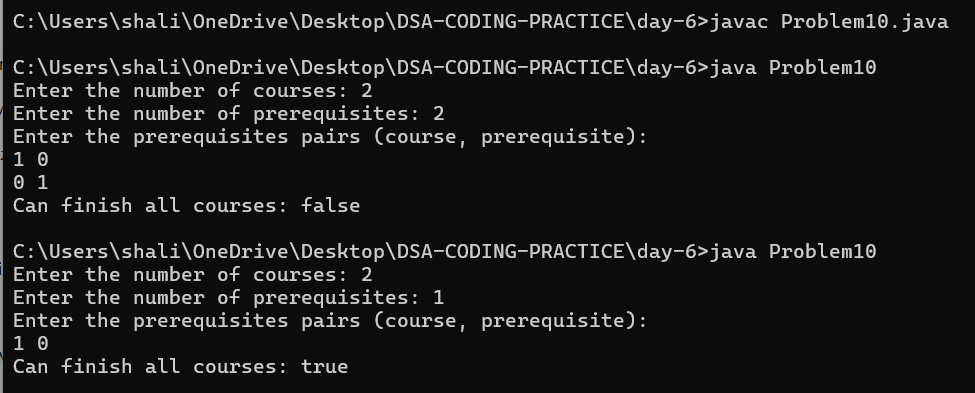 C:\Users\shali\OneDrive\Desktop\DSA-CODING-PRACTICE\day-6>javac Problem10.java
C:\Users\shali\OneDrive\Desktop\DSA-CODING-PRACTICE\day-6>java Problem10
Enter the number of courses: 2
Enter the number of prerequisites: 2
Enter the prerequisites pairs (course, prerequisite):
1 0
0 1
Can finish all courses: false
C:\Users\shali\OneDrive\Desktop\DSA-CODING-PRACTICE\day-6>java Problem10
Enter the number of courses: 2
Enter the number of prerequisites: 1
Enter the prerequisites pairs (course, prerequisite):
1 0
Can finish all courses: true